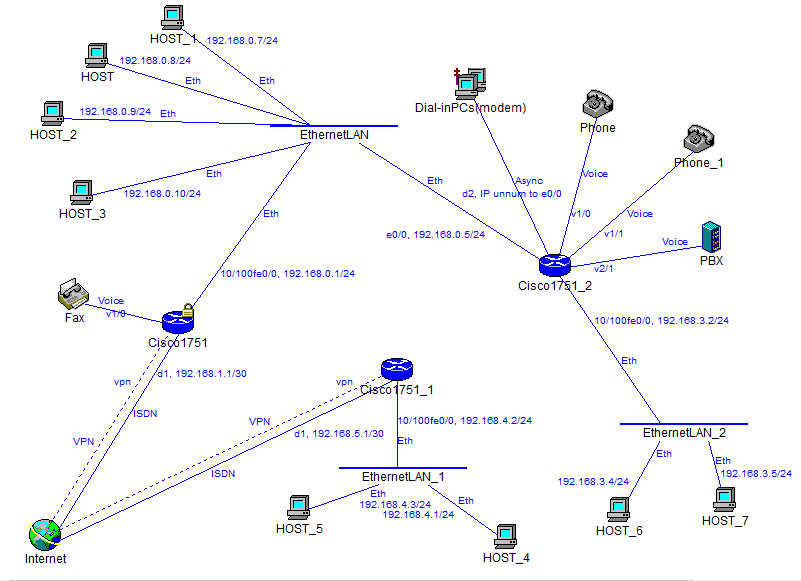 HOST_1
192.168.0.7/24
Eth
192.168.0.8/24
HOST
Eth
192.168.0.9/24
Eth
HOST_2
EthernetLAN
Eth
192.168.0.10/24
HOST_3
Eth
Dial-inPCs(modem)
Phone
Phone_1
Eth
Async
d2, IP unnum to e0/0
Voice
v1/0
Voice
v1/1
Voice
v2/1
PBX
e0/0, 192.168.0.5/24
Cisco1751_2
10/100fe0/0, 192.168.0.1/24
Fax
Voice
v1/0
Cisco1751
10/100fe0/0, 192.168.3.2/24
Eth
vpn
d1, 192.168.1.1/30
ISDN
VPN
vpn
Cisco1751_1
VPN
d1, 192.168.5.1/30
ISDN
10/100fe0/0, 192.168.4.2/24
Eth
EthernetLAN_2
Eth
192.168.3.4/24
Eth
192.168.3.5/24
EthernetLAN_1
Eth
192.168.4.3/24
Eth
192.168.4.1/24
HOST_5
HOST_4
HOST_6
HOST_7
Internet